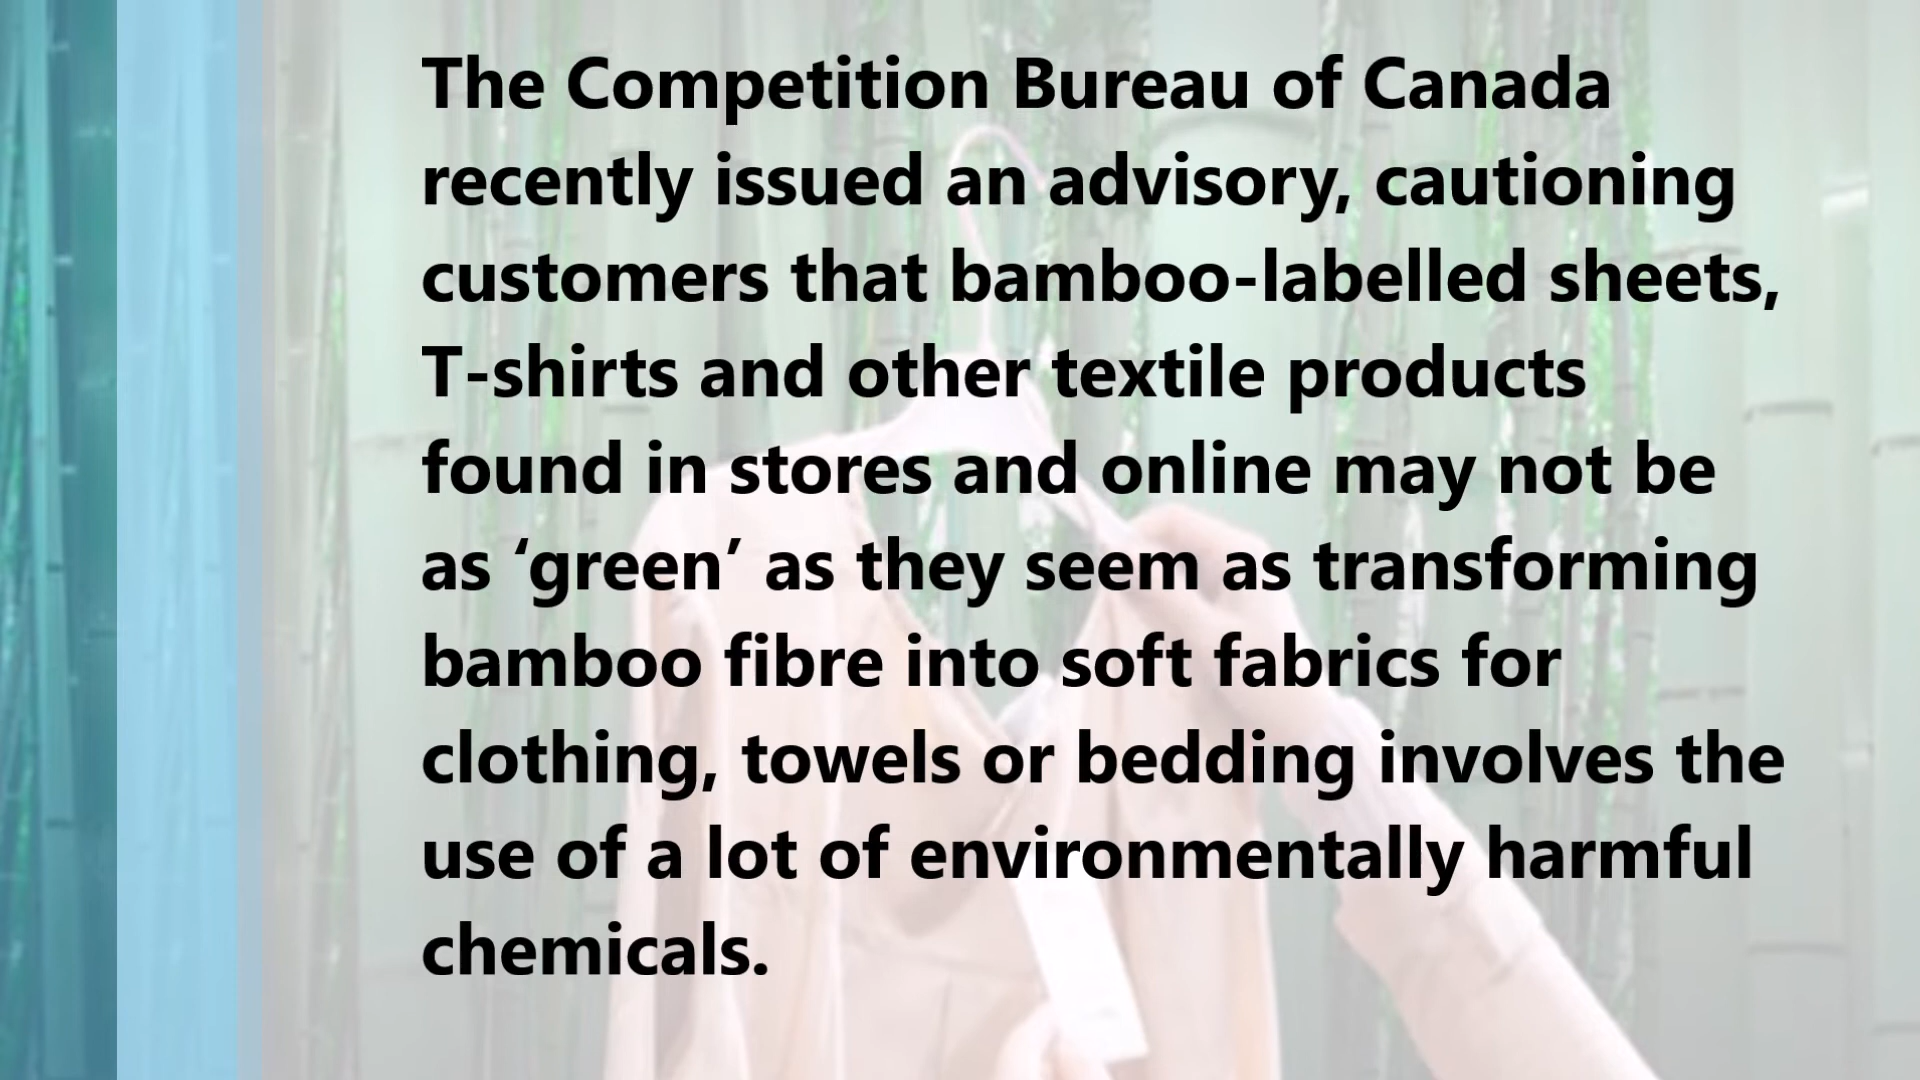 The Competition Bureau of Canada
recently issued an advisory, cautioning
customers that bamboo-labelled sheets,
T-shirts and other textile products
found in stores and online may not be
as ‘green’ as they seem as transforming
bamboo fibre into soft fabrics for
clothing, towels or bedding involves the
use of a lot of environmentally harmful
chemicals.